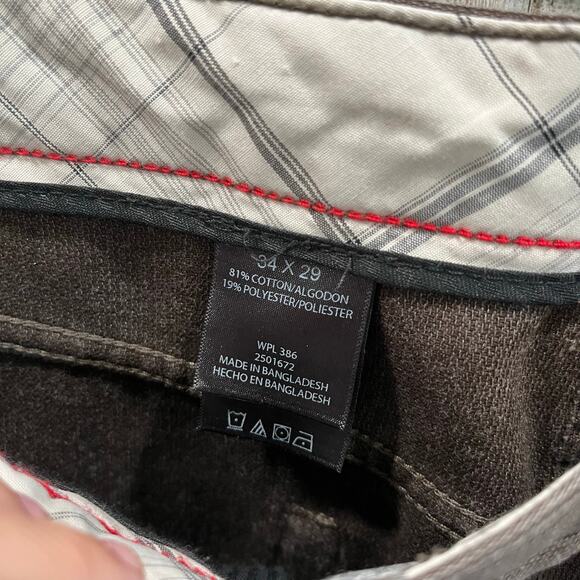 34 X 29
81% COTTON/ALGODON
19% POLYESTER/POLIESTER
WPL 386
2501672
MADE IN BANGLADESH
HECHO EN BANGLADESH